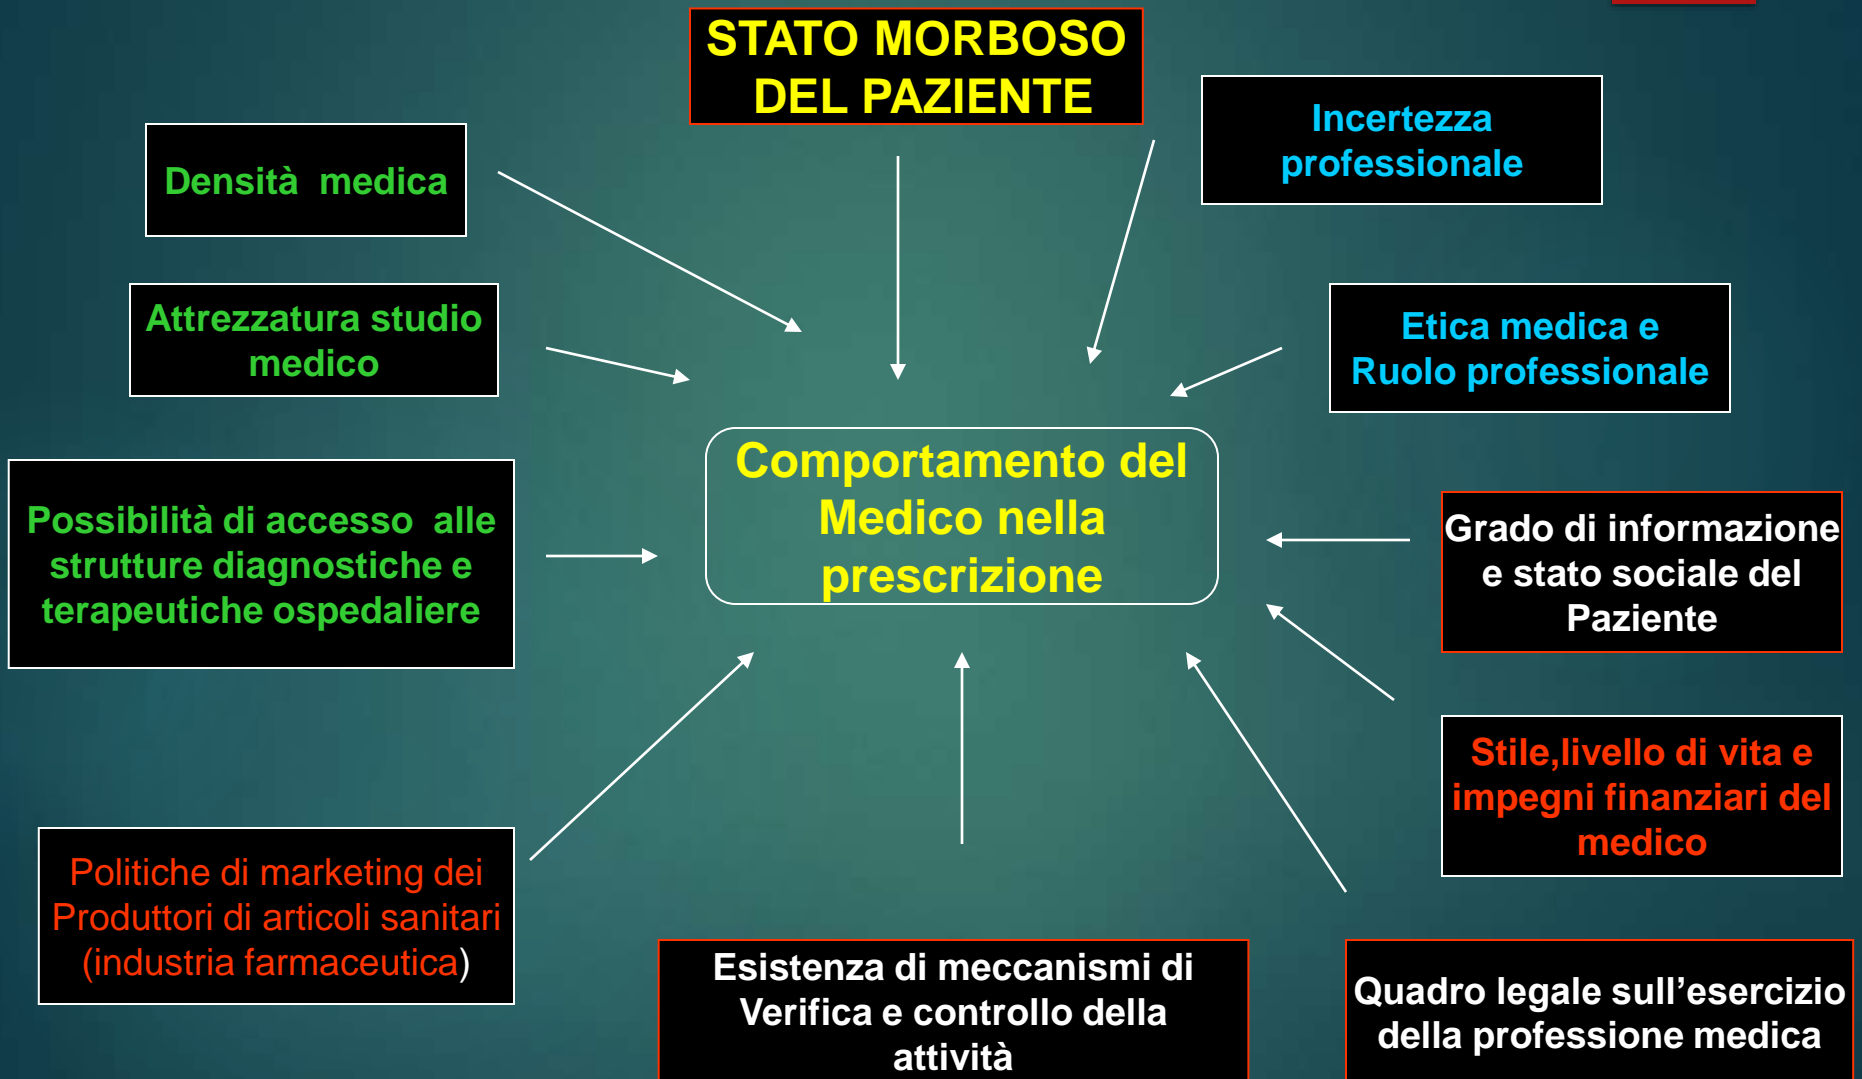 STATO MORBOSO
DEL PAZIENTE
Incertezza
professionale
Densità  medica
Attrezzatura studio
medico
Etica medica e
Ruolo professionale
Comportamento del
Medico nella
prescrizione
Possibilità di accesso  alle
strutture diagnostiche e
terapeutiche ospedaliere
Grado di informazione
e stato sociale del
Paziente
Stile,livello di vita e
impegni finanziari del
medico
Politiche di marketing dei
Produttori di articoli sanitari
(industria farmaceutica)
Esistenza di meccanismi di
Verifica e controllo della
attività
Quadro legale sull’esercizio
della professione medica